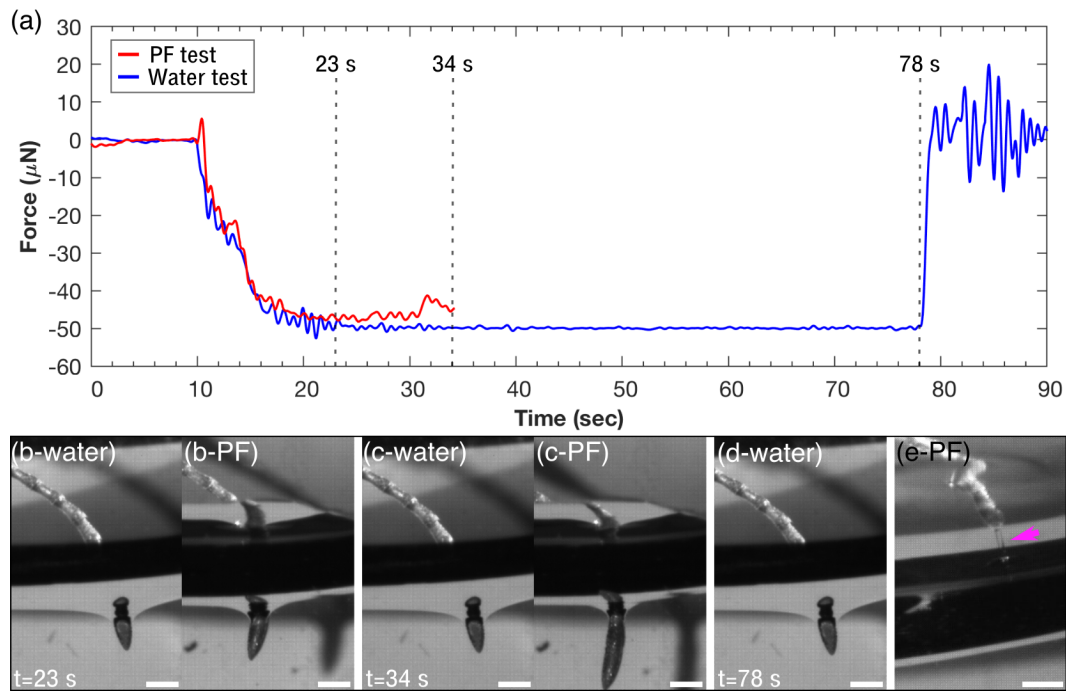 (a)
30
20
10
0
-10
-20
-30
-40
-50
-60
Force (μN)
PF test
Water test
23 s
34 s
78 s
0 10 20 30 40 50 60 70 80 90
Time (sec)
(b-water) (b-PF) (c-water) (c-PF) (d-water) (e-PF)
t=23 s t=34 s t=78 s